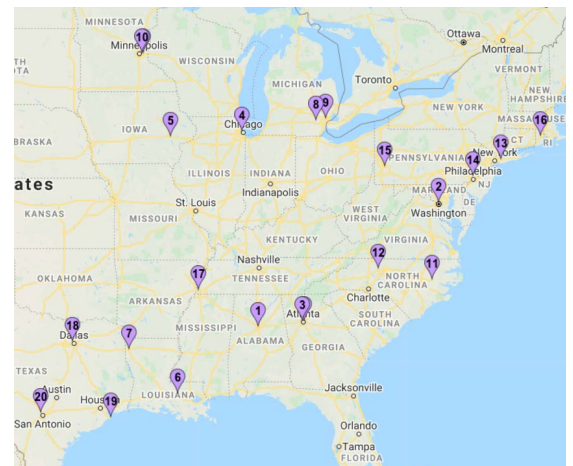 MINNESOTA
Ottawa
Montreal
10
Minneapolis
WISCONSIN
VERMONT
MICHIGAN
Toronto
NEW
HAMPSHIRE
8
9
NEW YORK
4
5
Chicago
MASSACHUSE
16
IOWA
CT
RI
13
New York
15
PENNSYLVANIA
14
Philadelphia
OHIO
ILLINOIS
INDIANA
Indianapolis
NJ
2
MARYLAND
DE
ates
Washington
St. Louis
WEST
VIRGINIA
KANSAS
MISSOURI
KENTUCKY
VIRGINIA
12
11
Nashville
17
TENNESSEE
NORTH
CAROLINA
OKLAHOMA
ARKANSAS
Charlotte
1
3
Atlanta
SOUTH
CAROLINA
18
Dallas
7
MISSISSIPPI
ALABAMA
GEORGIA
TEXAS
6
Austin
LOUISIANA
Jacksonville
20
Houston
19
San Antonio
Orlando
Tampa
FLORIDA